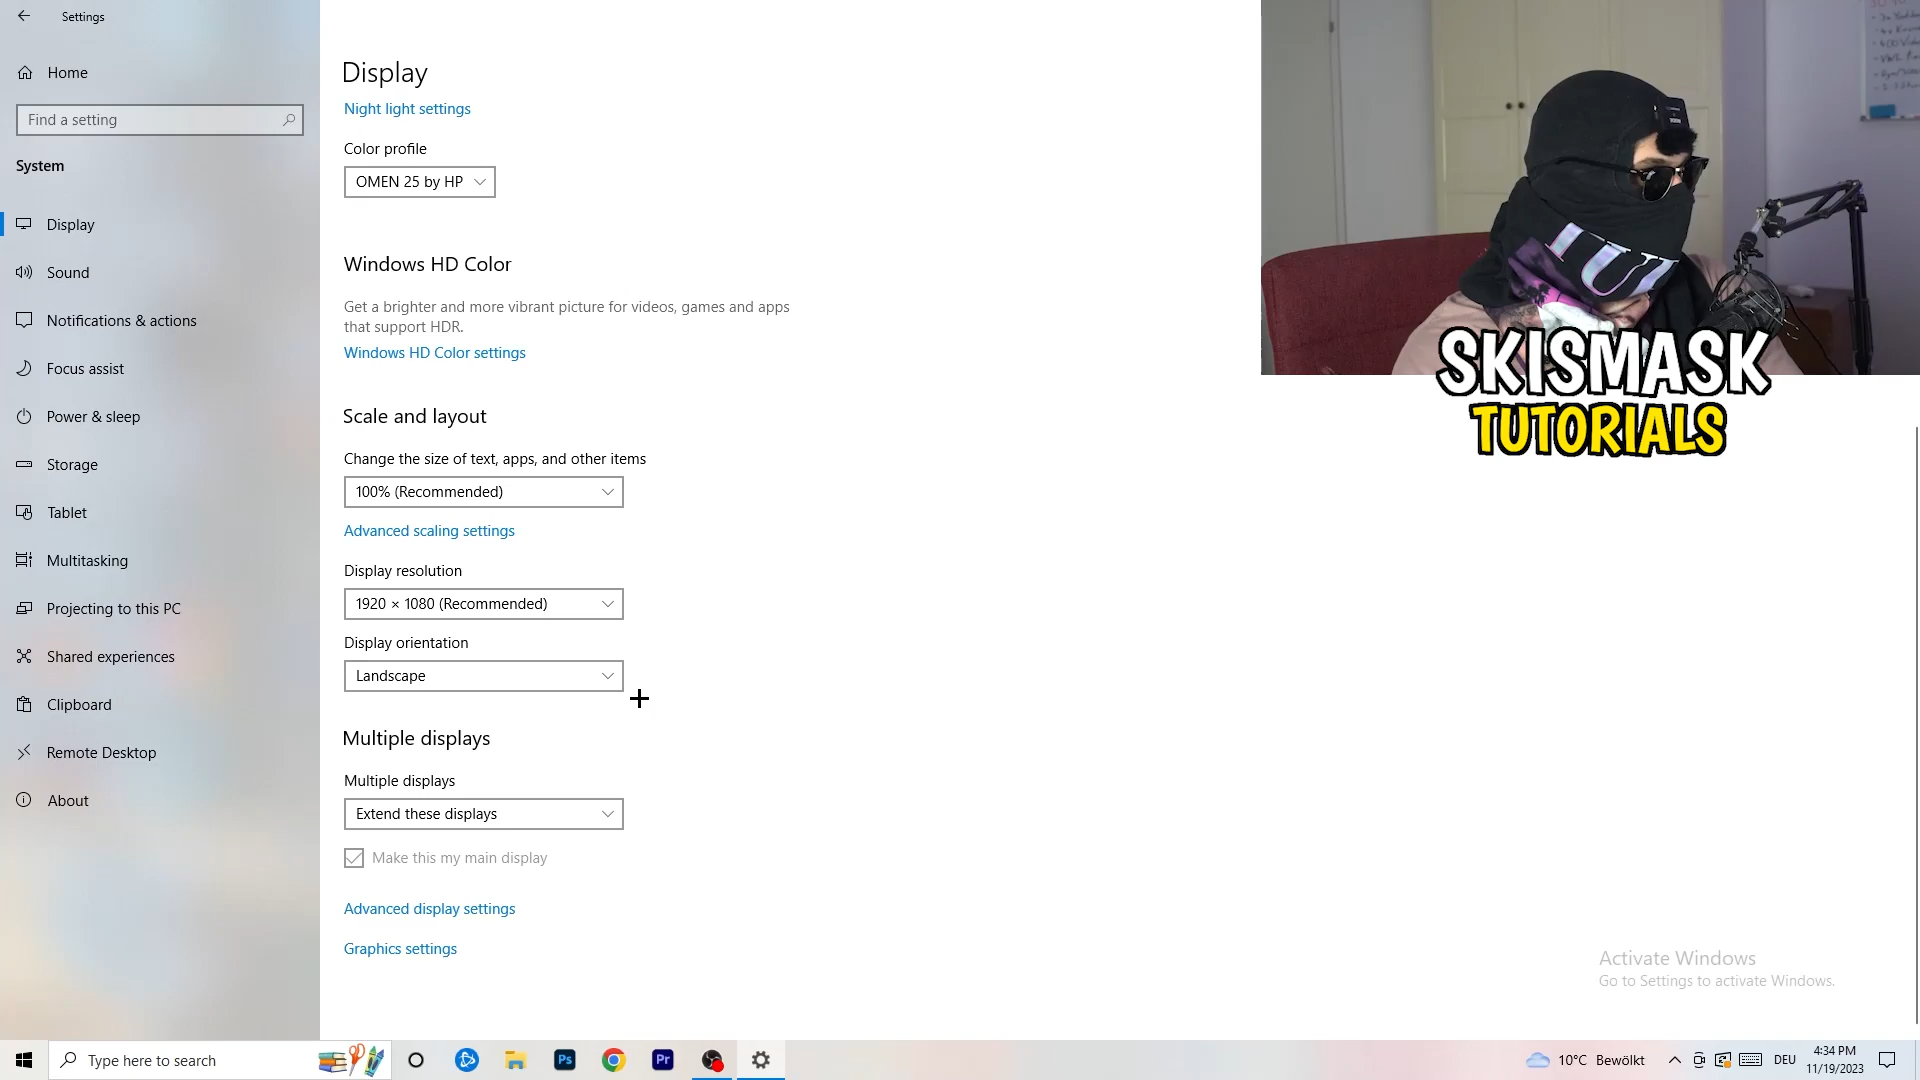 Settings
Home
Find a setting
System
Display
Sound
Notifications & actions
Focus assist
Power & sleep
Storage
Tablet
Multitasking
Projecting to this PC
Shared experiences
Clipboard
Remote Desktop
About
Display
Night light settings
Color profile
OMEN 25 by HP
Windows HD Color
Get a brighter and more vibrant picture for videos, games and apps
that support HDR.
Windows HD Color settings
Scale and layout
Change the size of text, apps, and other items
100% (Recommended)
Advanced scaling settings
Display resolution
1920 × 1080 (Recommended)
Display orientation
Landscape
Multiple displays
Multiple displays
Extend these displays
Make this my main display
Advanced display settings
Graphics settings
SKISMASK
TUTORIALS
Activate Windows
Go to Settings to activate Windows.
Type here to search
Ps
Pr
10°C Bewölkt
DEU
4:34 PM
11/19/2023